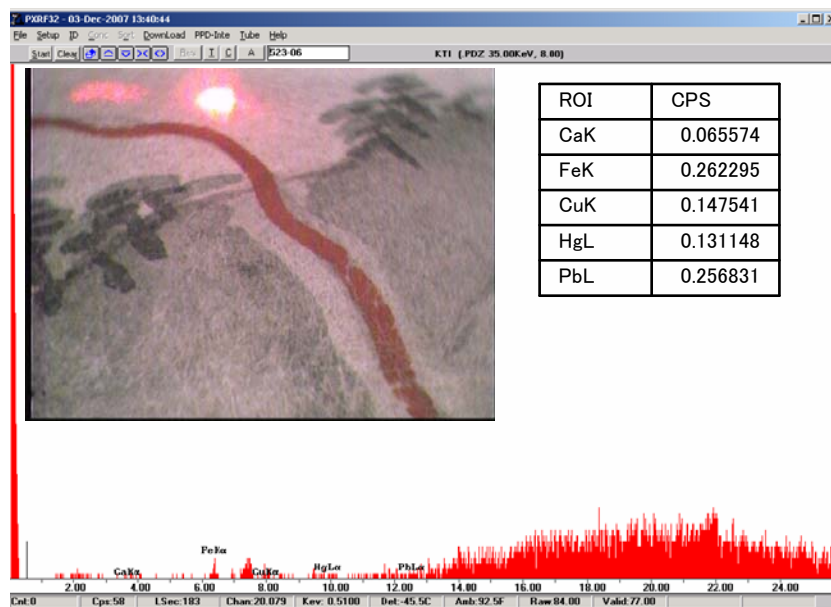 PXRF32 - 03-Dec-2007 13:40:44
File Setup ID Conc Sort DownLoad PPD-Inte Tube Help
Start Clear I C A 523-06 KTI (.PDZ 35.00KeV, 8.80)
ROI CPS
CaK 0.065574
FeK 0.262295
CuK 0.147541
HgL 0.131148
PbL 0.256831
FeKα
CaKα CuKα HgLα PbLα
2.00 4.00 6.00 8.00 10.00 12.00 14.00 16.00 18.00 20.00 22.00 24.00
Cnt:0 Cps:58 LSec:183 Chan:20.079 Kev: 0.5100 Det:-45.5C Amb:92.5F Raw:84.00 Valid:77.00